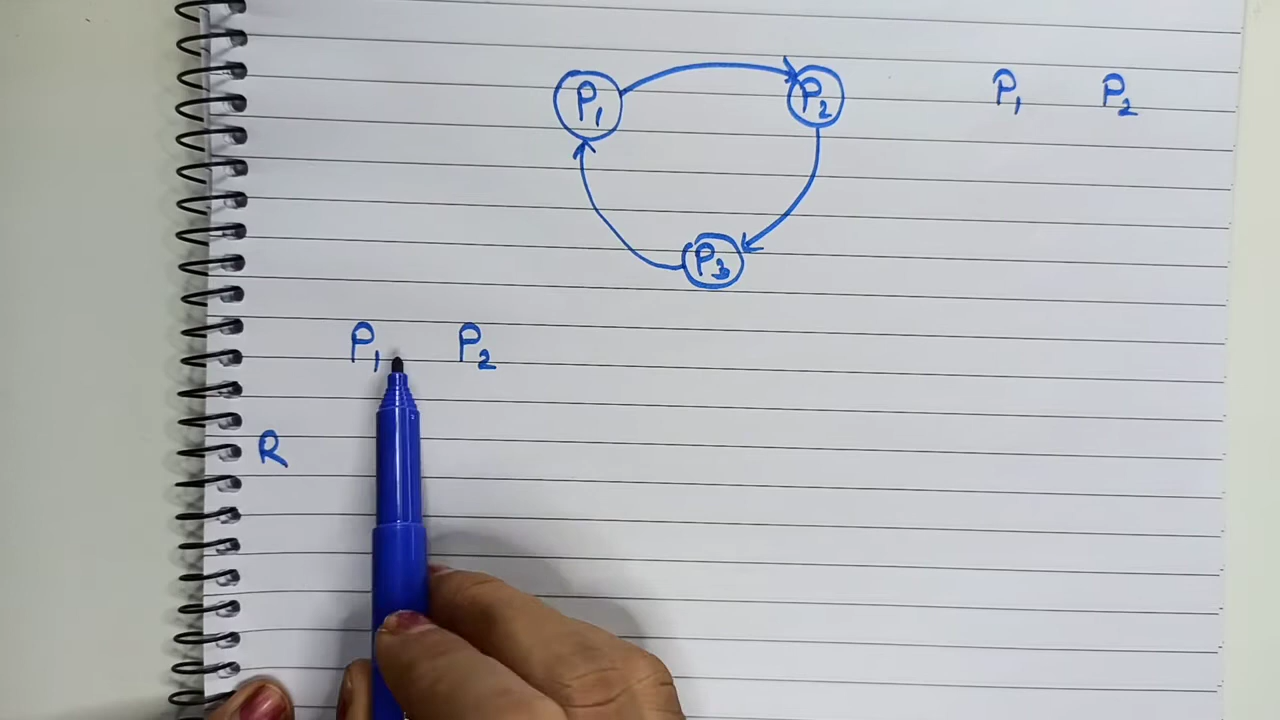 P₁ P₂ P₁ P₂
P₃
P₁ P₂
R